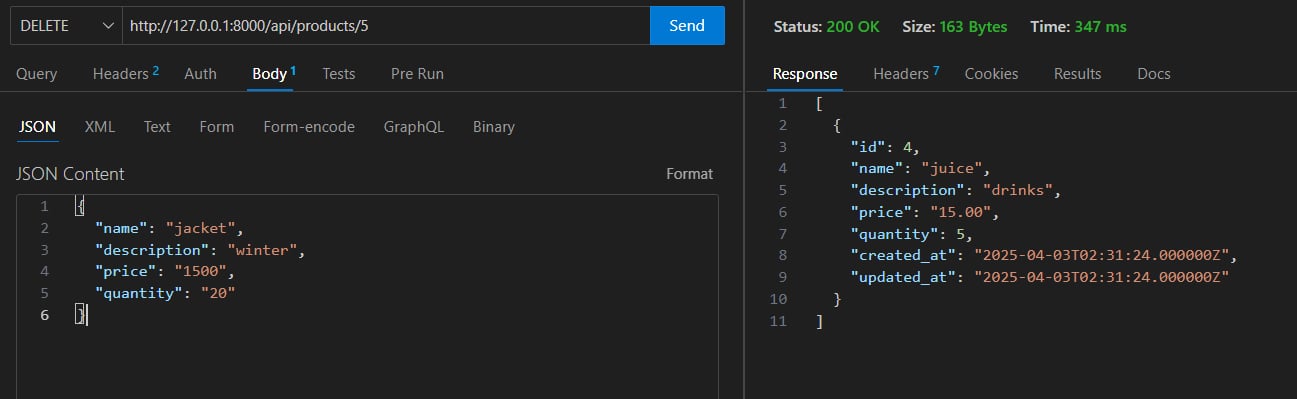 DELETE http://127.0.0.1:8000/api/products/5 Send
Query Headers 2 Auth Body 1 Tests Pre Run
JSON XML Text Form Form-encode GraphQL Binary
JSON Content Format
1 {
2 "name": "jacket",
3 "description": "winter",
4 "price": "1500",
5 "quantity": "20"
6 }
Status: 200 OK Size: 163 Bytes Time: 347 ms
Response Headers 7 Cookies Results Docs
1 [
2 {
3 "id": 4,
4 "name": "juice",
5 "description": "drinks",
6 "price": "15.00",
7 "quantity": 5,
8 "created_at": "2025-04-03T02:31:24.000000Z",
9 "updated_at": "2025-04-03T02:31:24.000000Z"
10 }
11 ]